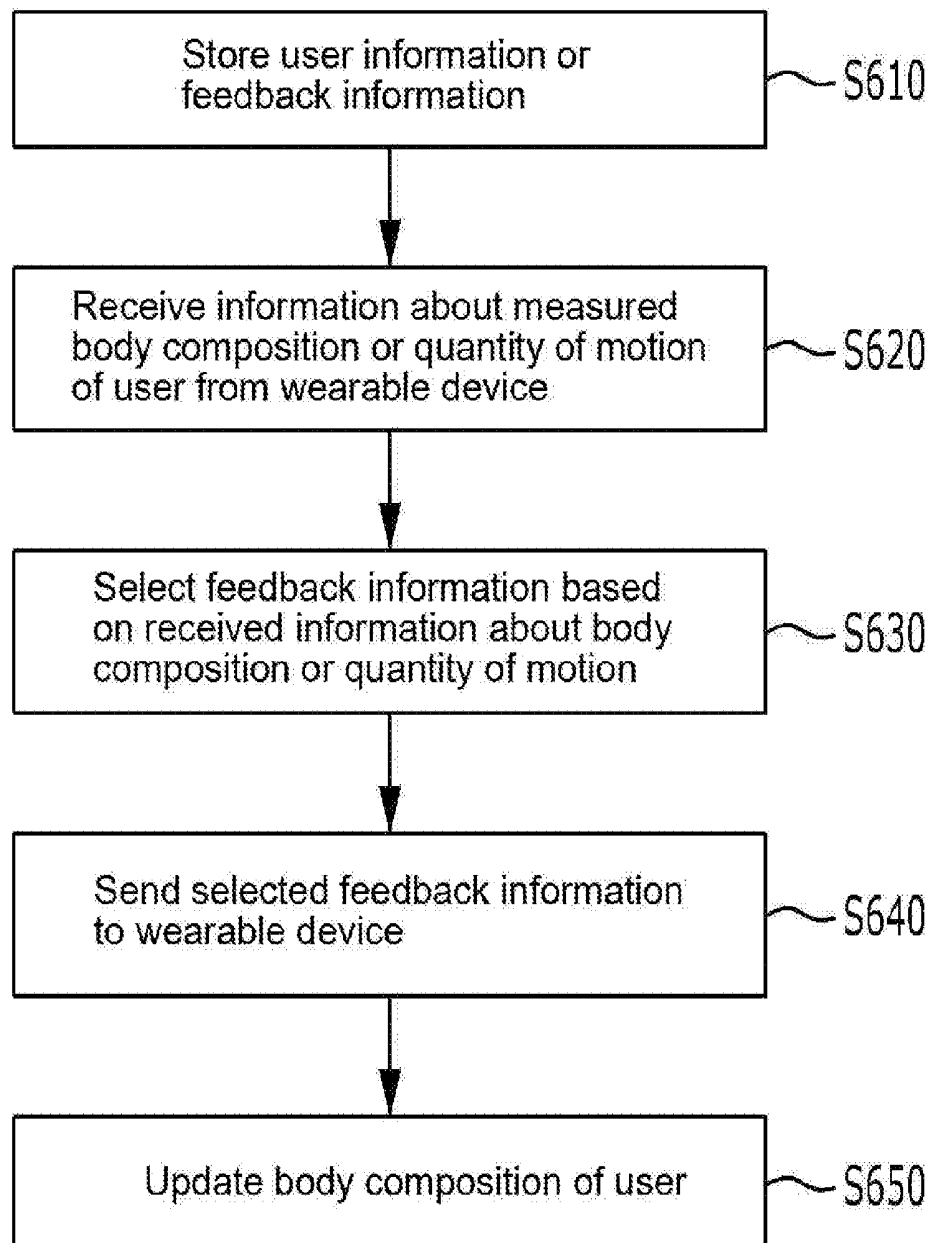 Store user information or
feedback information
S610
Receive information about measured
body composition or quantity of motion
of user from wearable device
S620
Select feedback information based
on received information about body
composition or quantity of motion
S630
Send selected feedback information
to wearable device
S640
Update body composition of user
S650